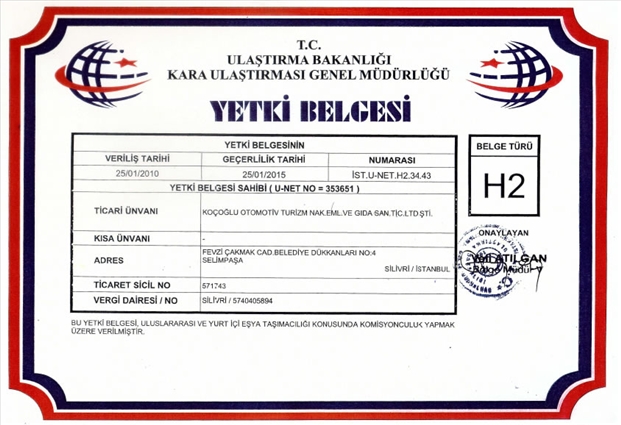 T.C.
ULAŞTIRMA BAKANLIĞI
KARA ULAŞTIRMASI GENEL MÜDÜRLÜĞÜ
YETKİ BELGESİ
YETKİ BELGESİNİN
VERİLİŞ TARİHİ GEÇERLİLİK TARİHİ NUMARASI
25/01/2010 25/01/2015 İST.U-NET.H2.34.43
YETKİ BELGESİ SAHİBİ ( U-NET NO = 353651 )
TİCARİ ÜNVANI KOÇOĞLU OTOMOTİV TURİZM NAK.EML.VE GIDA SAN.TİC.LTD.ŞTİ.
KISA ÜNVANI -
ADRES FEVZİ ÇAKMAK CAD.BELEDİYE DÜKKANLARI NO:4
SELİMPAŞA
SİLİVRİ / İSTANBUL
TİCARET SİCİL NO 571743
VERGİ DAİRESİ / NO SİLİVRİ / 5740405894
BELGE TÜRÜ
H2
ONAYLAYAN
ATILGAN
Bölge Müdür V
BU YETKİ BELGESİ, ULUSLARARASI VE YURT İÇİ EŞYA TAŞIMACILIĞI KONUSUNDA KOMİSYONCULUK YAPMAK
ÜZERE VERİLMİŞTİR.